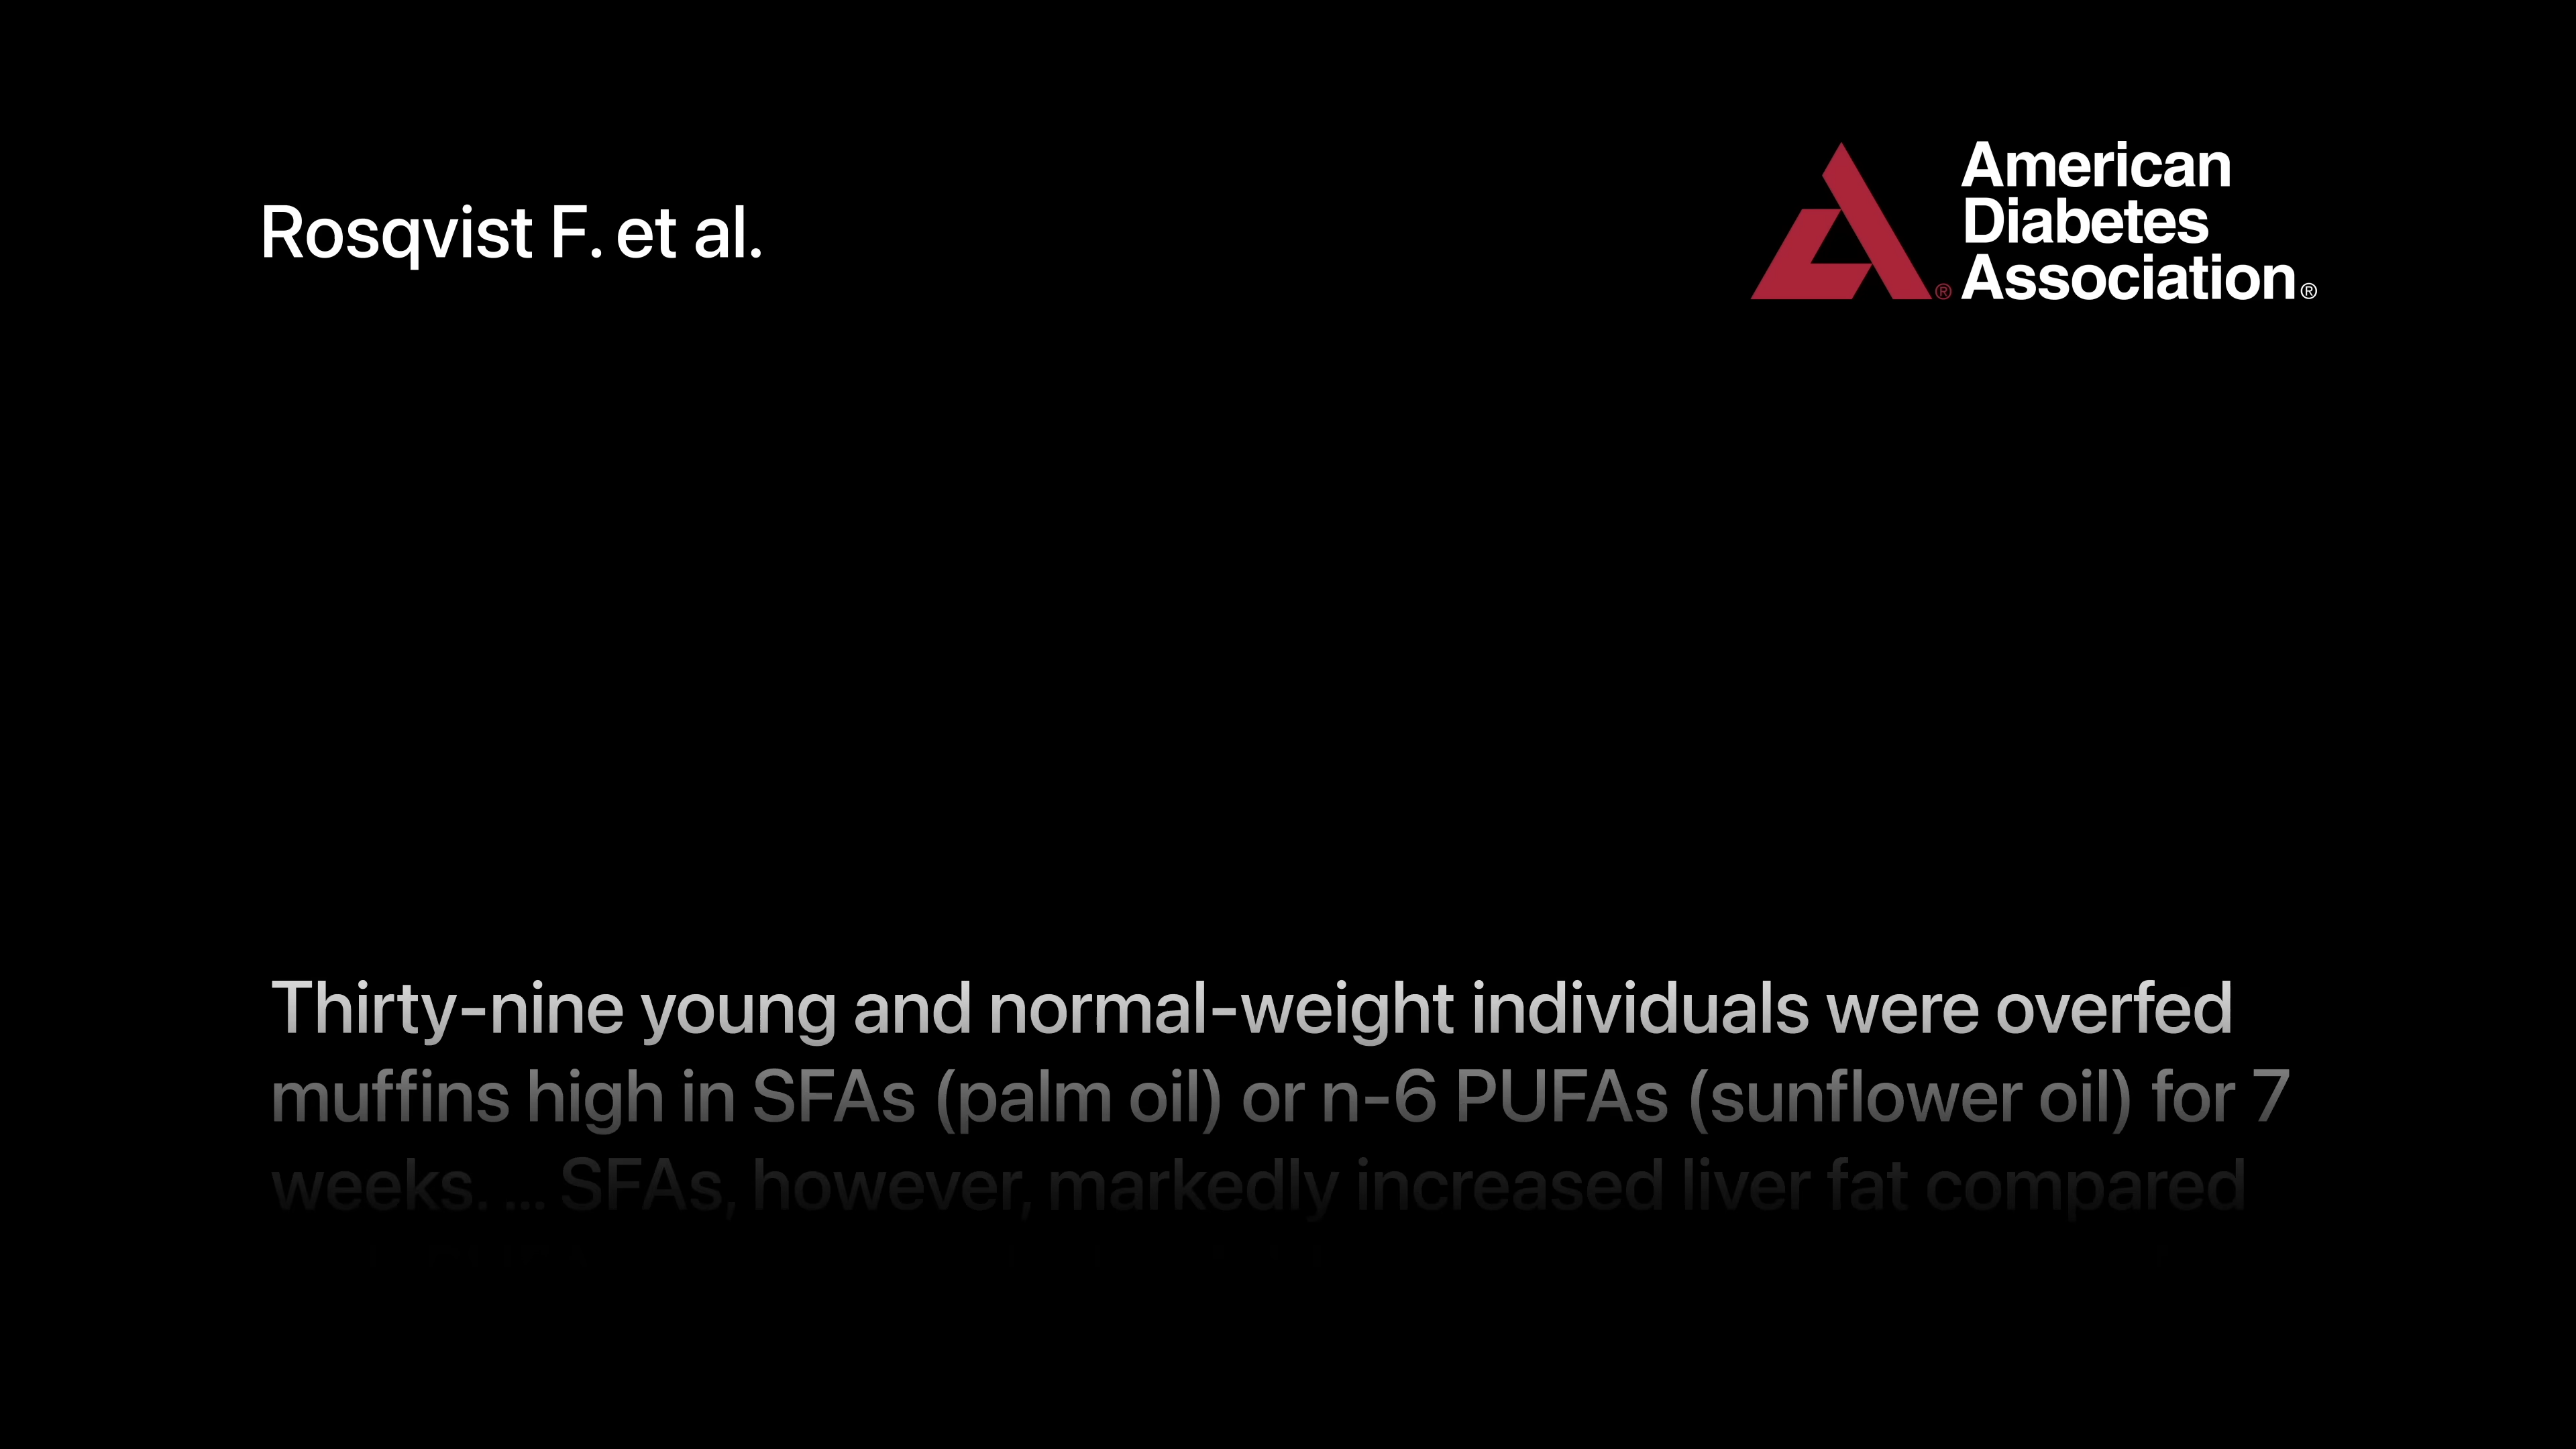 Rosqvist F. et al.
American
Diabetes
Association®
®
Thirty-nine young and normal-weight individuals were overfed
muffins high in SFAs (palm oil) or n-6 PUFAs (sunflower oil) for 7
weeks. ... SFAs, however, markedly increased liver fat compared